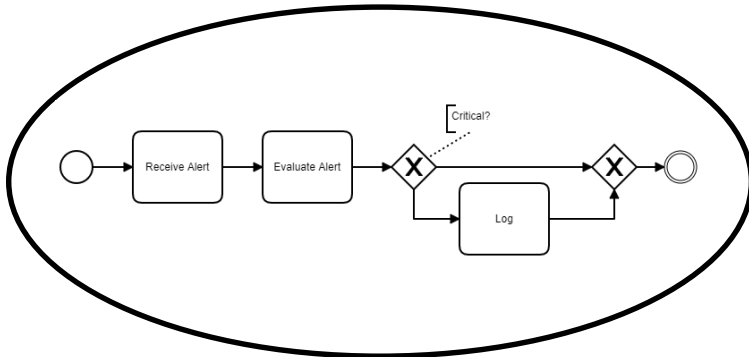 Critical?
Receive Alert
Evaluate Alert
X
X
Log